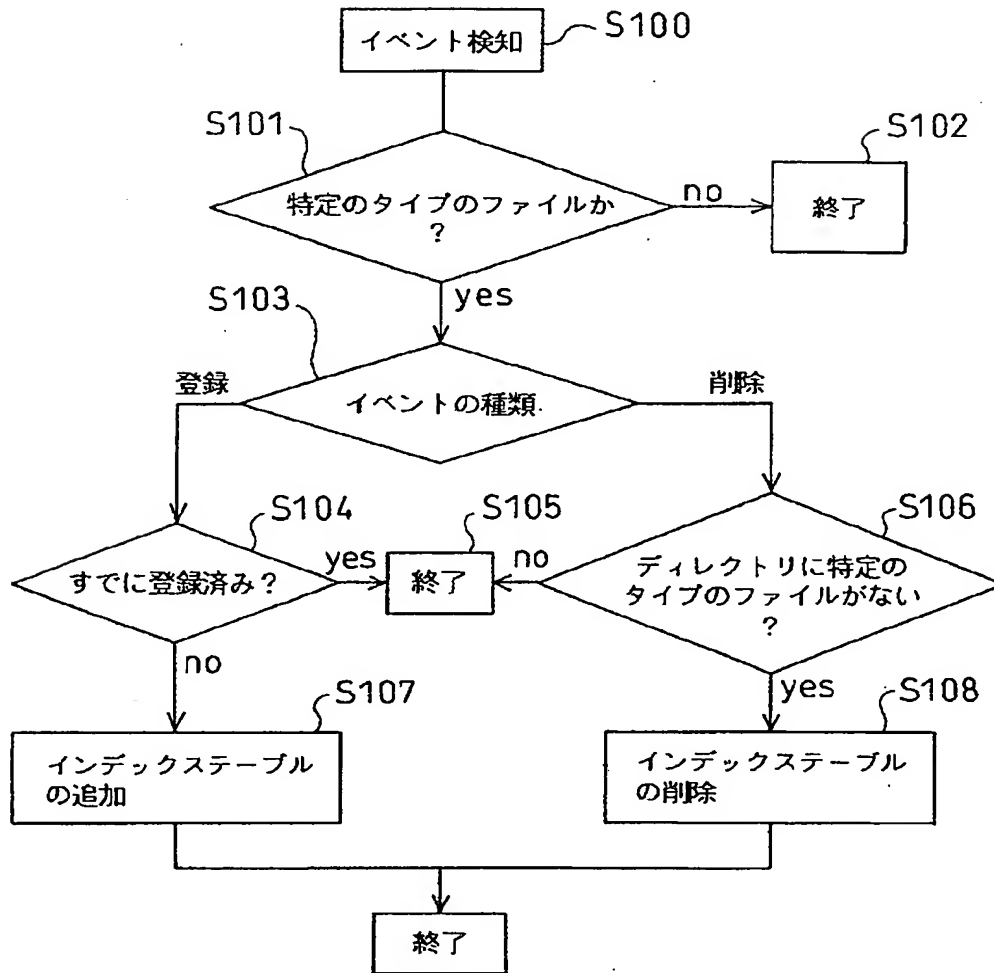 イベント検知
S100
S101
特定のタイプのファイルか
?
no
S102
終了
yes
S103
イベントの種類
登録
削除
S104
すでに登録済み?
yes
S105
終了
no
S106
ディレクトリに特定の
タイプのファイルがない
?
no
yes
S107
インデックステーブル
の追加
S108
インデックステーブル
の削除
終了